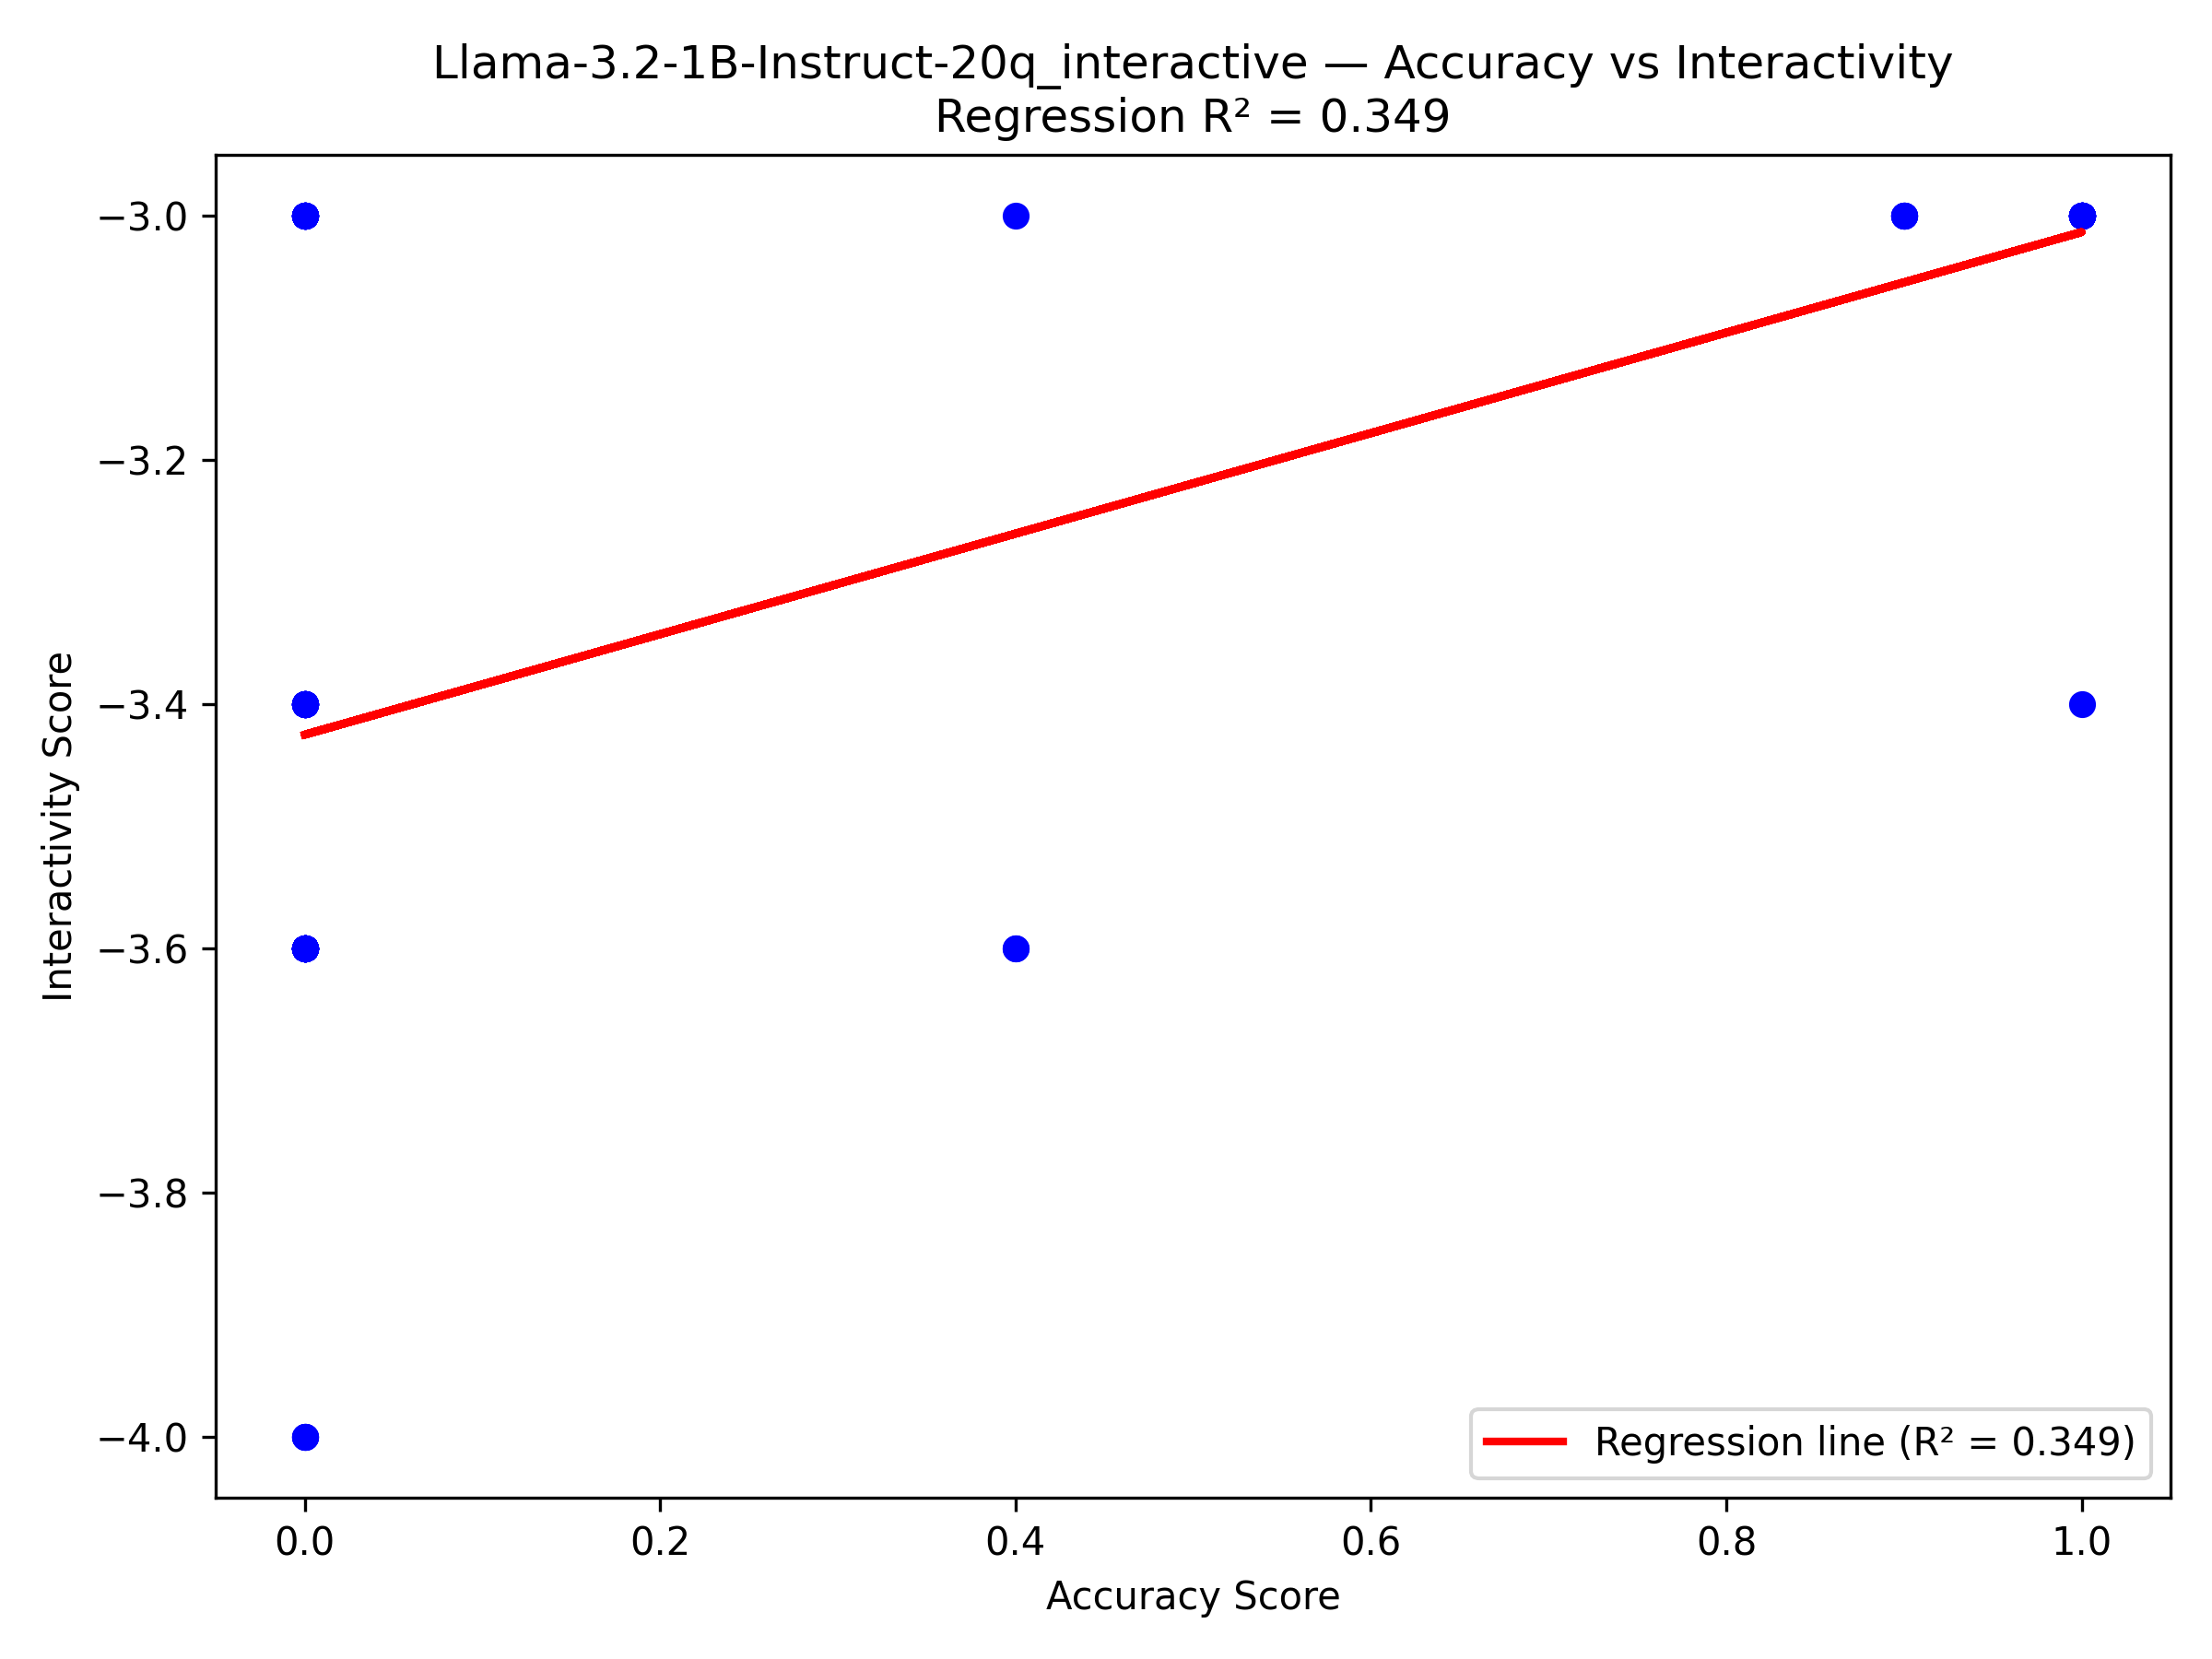 Llama-3.2-1B-Instruct-20q_interactive — Accuracy vs Interactivity
Regression R² = 0.349
Interactivity Score
−3.0
−3.2
−3.4
−3.6
−3.8
−4.0
Regression line (R² = 0.349)
0.0 0.2 0.4 0.6 0.8 1.0
Accuracy Score